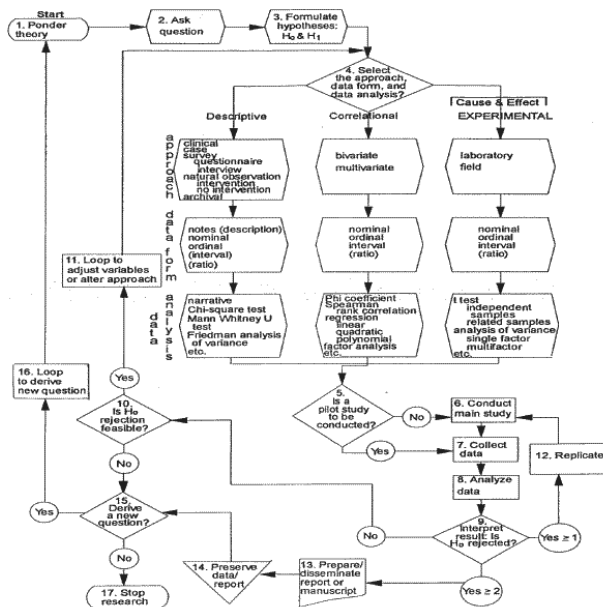 Start
1. Ponder
theory
2. Ask
question
3. Formulate
hypotheses:
H₀ & H₁
4. Select
the approach,
data form, and
data analysis?
Descriptive
Correlational
Cause & Effect
EXPERIMENTAL
approach
clinical
case
survey
questionnaire
interview
natural observation
intervention
no intervention
archival
bivariate
multivariate
laboratory
field
data form
notes (description)
nominal
ordinal
(interval)
(ratio)
nominal
ordinal
interval
(ratio)
nominal
ordinal
interval
(ratio)
data analysis
narrative
Chi-square test
Mann Whitney U
test
Friedman analysis
of variance
etc.
Phi coefficient
Spearman
rank correlation
regression
linear
quadratic
polynomial
factor analysis
etc.
t test
independent
samples
related samples
analysis of variance
single factor
multifactor
etc.
11. Loop to
adjust variables
or alter approach
16. Loop
to derive
new question
Yes
10.
Is H₀
rejection
feasible?
No
5.
Is a
pilot study
to be
conducted?
No
Yes
6. Conduct
main study
7. Collect
data
8. Analyze
data
12. Replicate
9.
Interpret
result: Is
H₀ rejected?
No
Yes ≥ 1
Yes ≥ 2
15.
Derive a
new
question?
Yes
No
14. Preserve
data/
report
13. Prepare/
disseminate
report or
manuscript
17. Stop
research